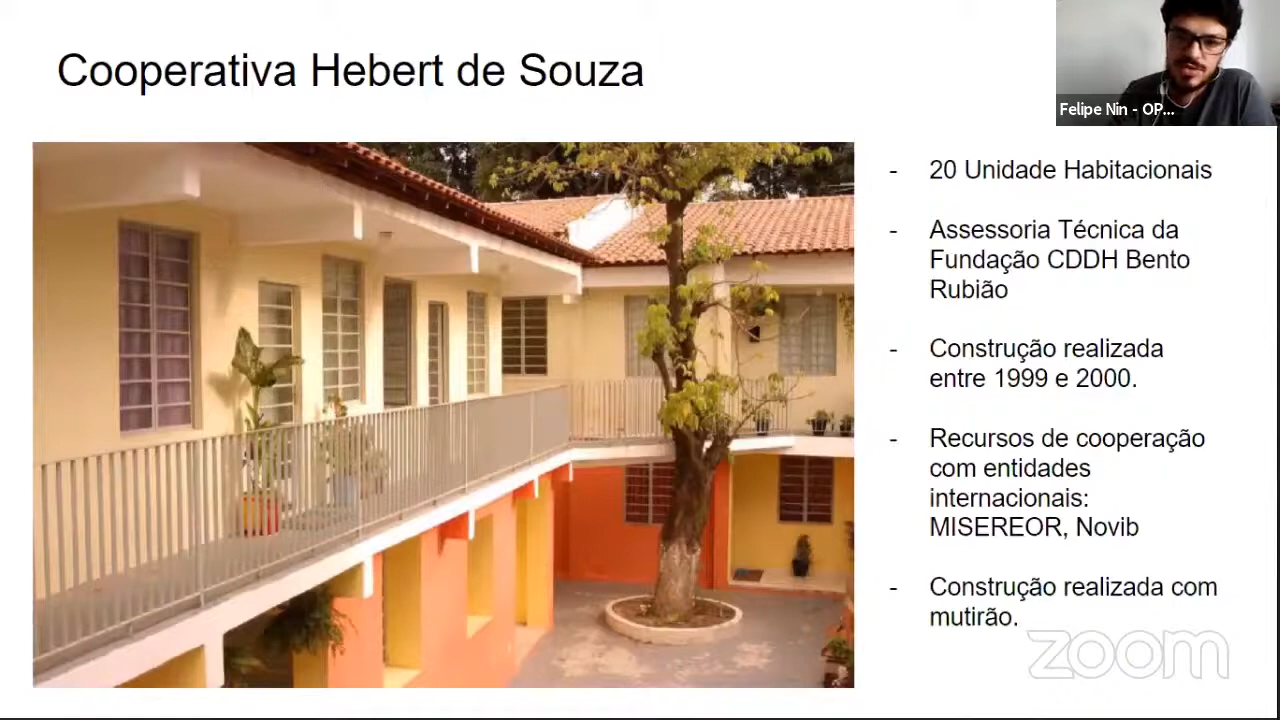 Cooperativa Hebert de Souza
Felipe Nin - OP...
- 20 Unidade Habitacionais
- Assessoria Técnica da
Fundação CDDH Bento
Rubião
- Construção realizada
entre 1999 e 2000.
- Recursos de cooperação
com entidades
internacionais:
MISEREOR, Novib
- Construção realizada com
mutirão.
zoom